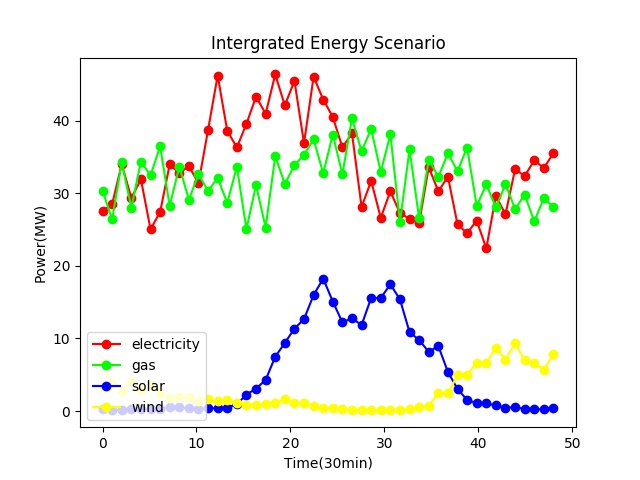 Intergrated Energy Scenario
Power(MW)
40
30
20
10
0
electricity
gas
solar
wind
0 10 20 30 40 50
Time(30min)